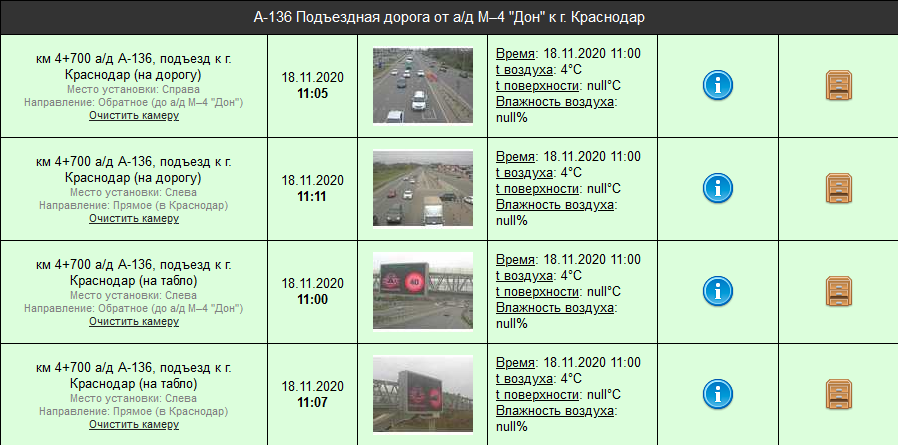 А-136 Подъездная дорога от а/д М–4 "Дон" к г. Краснодар
км 4+700 а/д А-136, подъезд к г.
Краснодар (на дорогу)
Место установки: Справа
Направление: Обратное (до а/д М–4 "Дон")
Очистить камеру
18.11.2020
11:05
Время: 18.11.2020 11:00
t воздуха: 4°C
t поверхности: null°C
Влажность воздуха:
null%
км 4+700 а/д А-136, подъезд к г.
Краснодар (на дорогу)
Место установки: Слева
Направление: Прямое (в Краснодар)
Очистить камеру
18.11.2020
11:11
Время: 18.11.2020 11:00
t воздуха: 4°C
t поверхности: null°C
Влажность воздуха:
null%
км 4+700 а/д А-136, подъезд к г.
Краснодар (на табло)
Место установки: Слева
Направление: Обратное (до а/д М–4 "Дон")
Очистить камеру
18.11.2020
11:00
40
Время: 18.11.2020 11:00
t воздуха: 4°C
t поверхности: null°C
Влажность воздуха:
null%
км 4+700 а/д А-136, подъезд к г.
Краснодар (на табло)
Место установки: Слева
Направление: Прямое (в Краснодар)
Очистить камеру
18.11.2020
11:07
Время: 18.11.2020 11:00
t воздуха: 4°C
t поверхности: null°C
Влажность воздуха:
null%